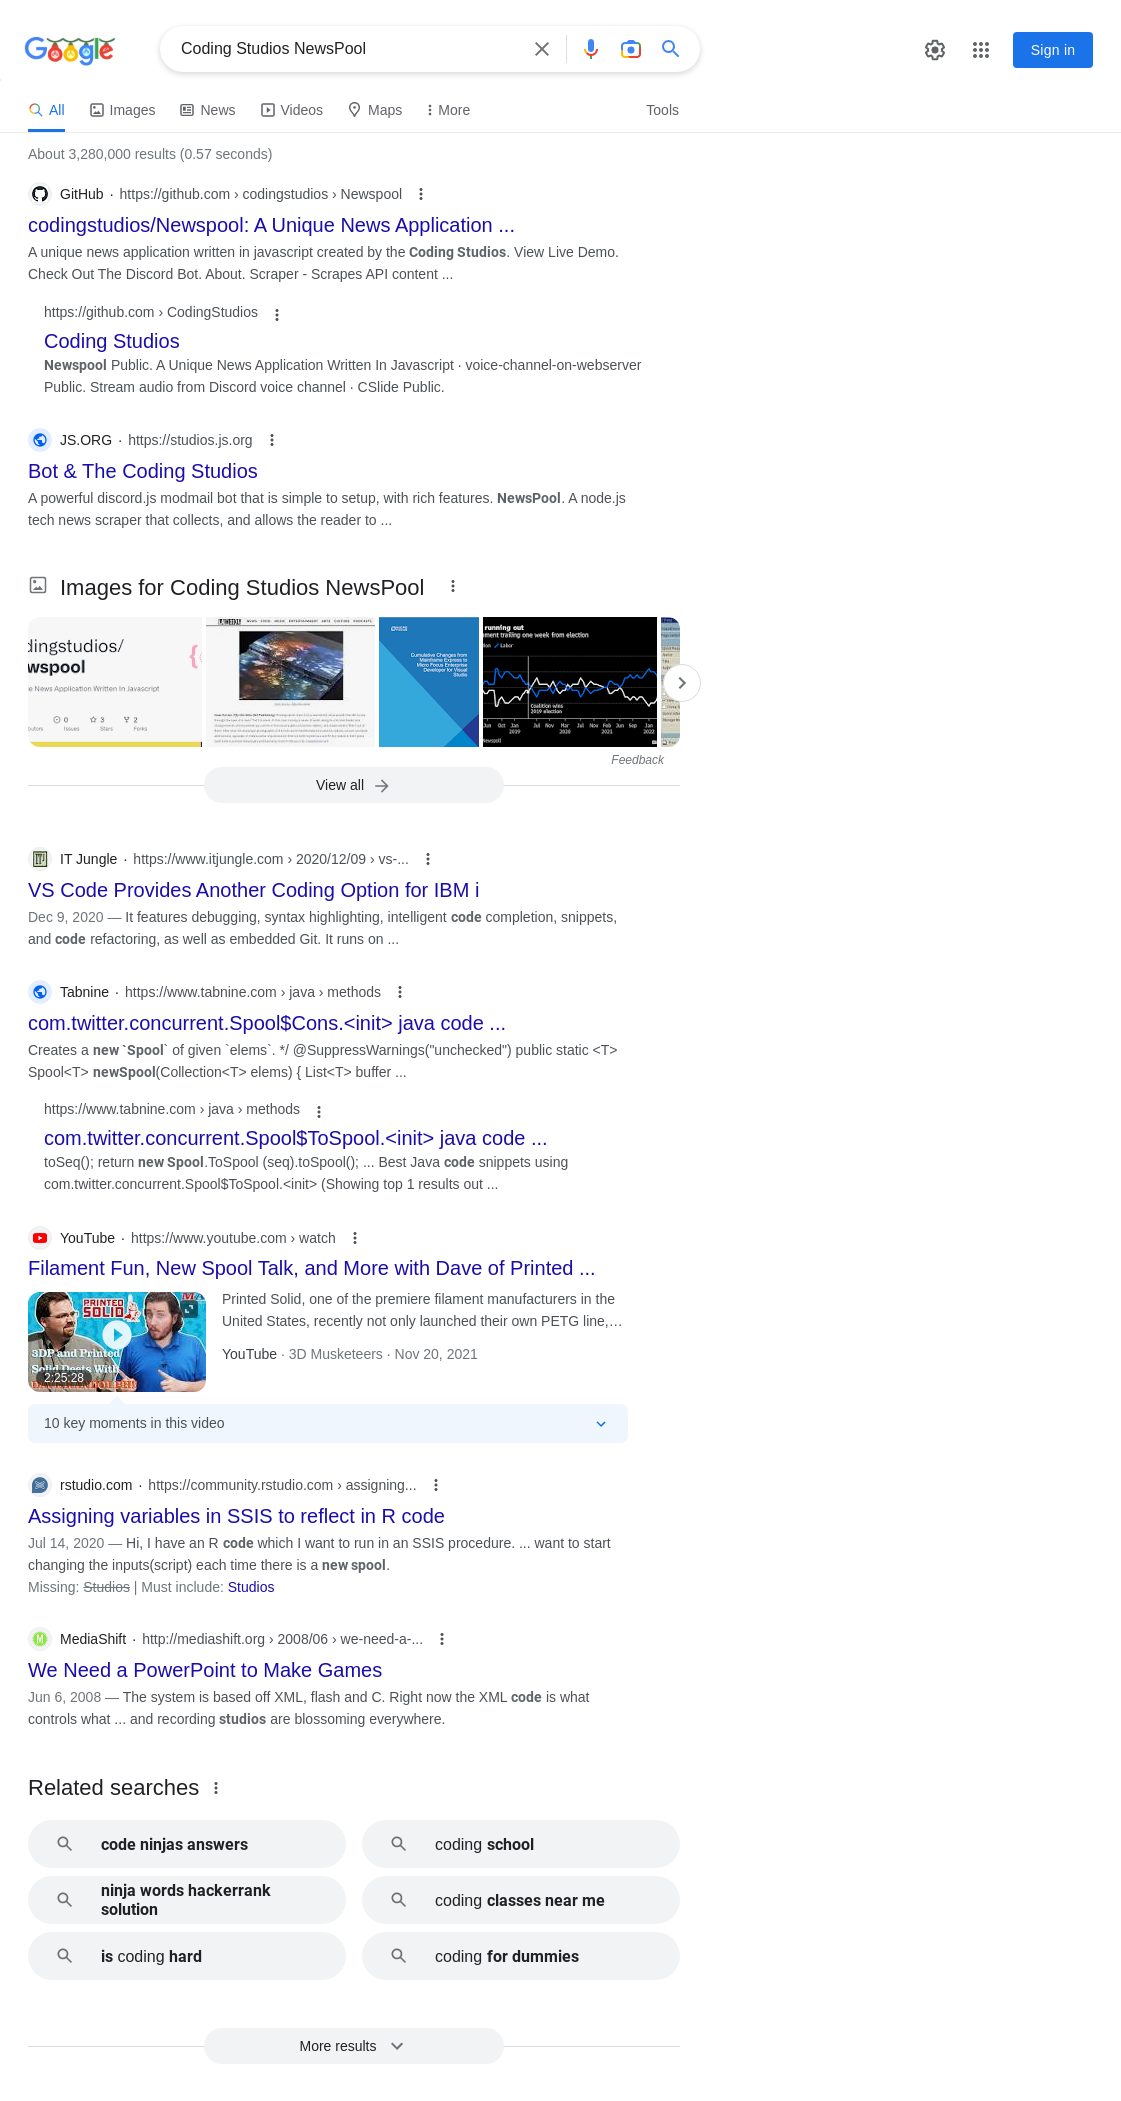 Google
Coding Studios NewsPool
Sign in
All Images News Videos Maps More Tools
About 3,280,000 results (0.57 seconds)
GitHub · https://github.com › codingstudios › Newspool
codingstudios/Newspool: A Unique News Application ...
A unique news application written in javascript created by the Coding Studios. View Live Demo.
Check Out The Discord Bot. About. Scraper - Scrapes API content ...
https://github.com › CodingStudios
Coding Studios
Newspool Public. A Unique News Application Written In Javascript · voice-channel-on-webserver
Public. Stream audio from Discord voice channel · CSlide Public.
JS.ORG · https://studios.js.org
Bot & The Coding Studios
A powerful discord.js modmail bot that is simple to setup, with rich features. NewsPool. A node.js
tech news scraper that collects, and allows the reader to ...
Images for Coding Studios NewsPool
dingstudios/
wspool
e News Application Written In Javascript
0 3 2
Issues Stars Forks
Cumulative Changes from
Mainframe Express to
Micro Focus Enterprise
Developer for Visual
Studio
running out
ment trailing one week from election
Labor
Coalition wins
2019 election
Jun Oct Jan Jul Nov Mar Jul Nov Feb Jun Sep Jan
2019 2020 2021 2022
Newspoll
Feedback
View all
IT Jungle · https://www.itjungle.com › 2020/12/09 › vs-...
VS Code Provides Another Coding Option for IBM i
Dec 9, 2020 — It features debugging, syntax highlighting, intelligent code completion, snippets,
and code refactoring, as well as embedded Git. It runs on ...
Tabnine · https://www.tabnine.com › java › methods
com.twitter.concurrent.Spool$Cons.<init> java code ...
Creates a new `Spool` of given `elems`. */ @SuppressWarnings("unchecked") public static <T>
Spool<T> newSpool(Collection<T> elems) { List<T> buffer ...
https://www.tabnine.com › java › methods
com.twitter.concurrent.Spool$ToSpool.<init> java code ...
toSeq(); return new Spool.ToSpool (seq).toSpool(); ... Best Java code snippets using
com.twitter.concurrent.Spool$ToSpool.<init> (Showing top 1 results out ...
YouTube · https://www.youtube.com › watch
Filament Fun, New Spool Talk, and More with Dave of Printed ...
PRINTED
SOLID
3DP and Printed
Solid Deets With
2:25:28
Printed Solid, one of the premiere filament manufacturers in the
United States, recently not only launched their own PETG line,…
YouTube · 3D Musketeers · Nov 20, 2021
10 key moments in this video
rstudio.com · https://community.rstudio.com › assigning...
Assigning variables in SSIS to reflect in R code
Jul 14, 2020 — Hi, I have an R code which I want to run in an SSIS procedure. ... want to start
changing the inputs(script) each time there is a new spool.
Missing: Studios | Must include: Studios
MediaShift · http://mediashift.org › 2008/06 › we-need-a-...
We Need a PowerPoint to Make Games
Jun 6, 2008 — The system is based off XML, flash and C. Right now the XML code is what
controls what ... and recording studios are blossoming everywhere.
Related searches
code ninjas answers
coding school
ninja words hackerrank
solution
coding classes near me
is coding hard
coding for dummies
More results